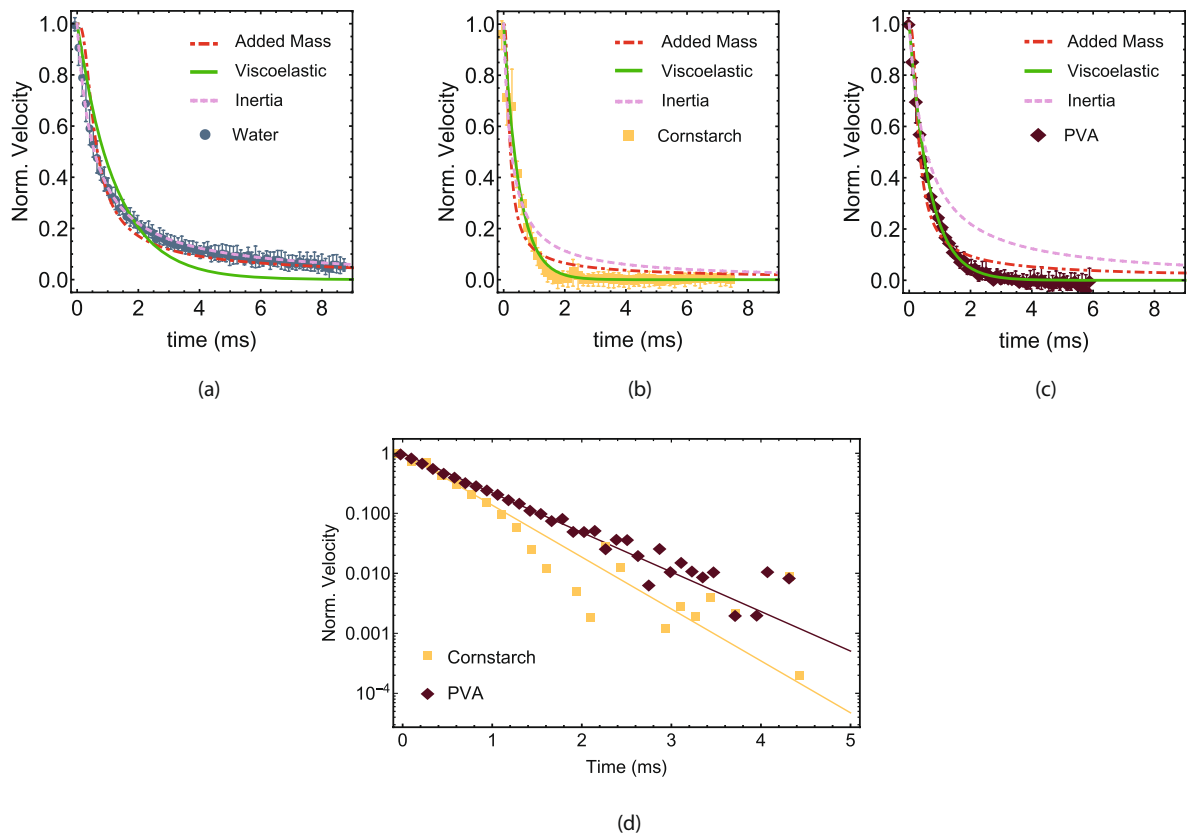 Norm. Velocity
1.0
0.8
0.6
0.4
0.2
0.0
Added Mass
Viscoelastic
Inertia
Water
0 2 4 6 8
time (ms)
(a)
Norm. Velocity
1.0
0.8
0.6
0.4
0.2
0.0
Added Mass
Viscoelastic
Inertia
Cornstarch
0 2 4 6 8
time (ms)
(b)
Norm. Velocity
1.0
0.8
0.6
0.4
0.2
0.0
Added Mass
Viscoelastic
Inertia
PVA
0 2 4 6 8
time (ms)
(c)
Norm. Velocity
1
0.100
0.010
0.001
10⁻⁴
Cornstarch
PVA
0 1 2 3 4 5
Time (ms)
(d)